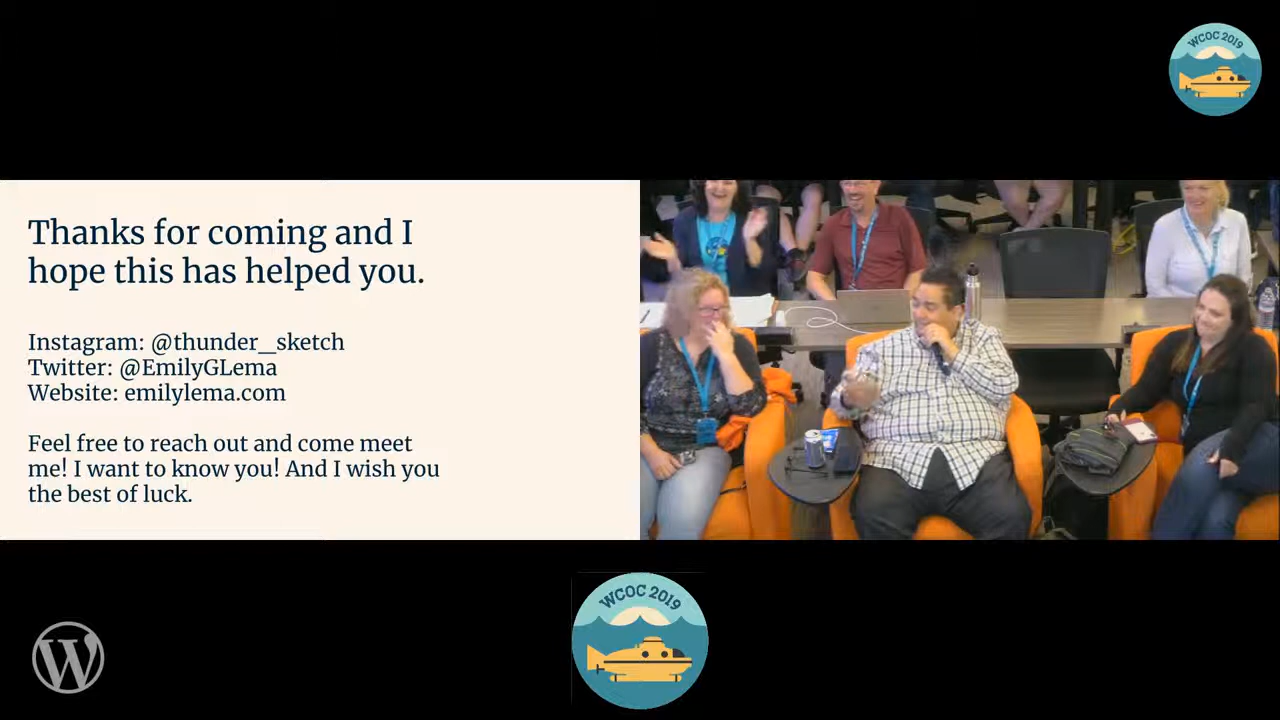 WCOC 2019
Thanks for coming and I
hope this has helped you.
Instagram: @thunder_sketch
Twitter: @EmilyGLema
Website: emilylema.com
Feel free to reach out and come meet
me! I want to know you! And I wish you
the best of luck.
WCOC 2019